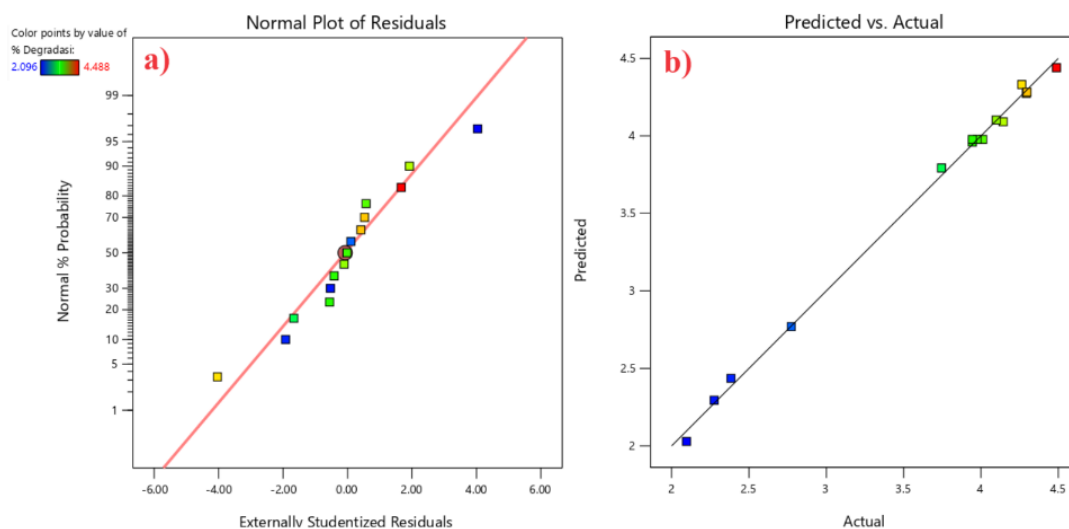 Color points by value of
% Degradasi:
2.096 4.488
Normal Plot of Residuals
a)
Normal % Probability
99
95
90
80
70
50
30
20
10
5
1
-6.00 -4.00 -2.00 0.00 2.00 4.00 6.00
Externally Studentized Residuals
Predicted vs. Actual
b)
Predicted
4.5
4
3.5
3
2.5
2
2 2.5 3 3.5 4 4.5
Actual